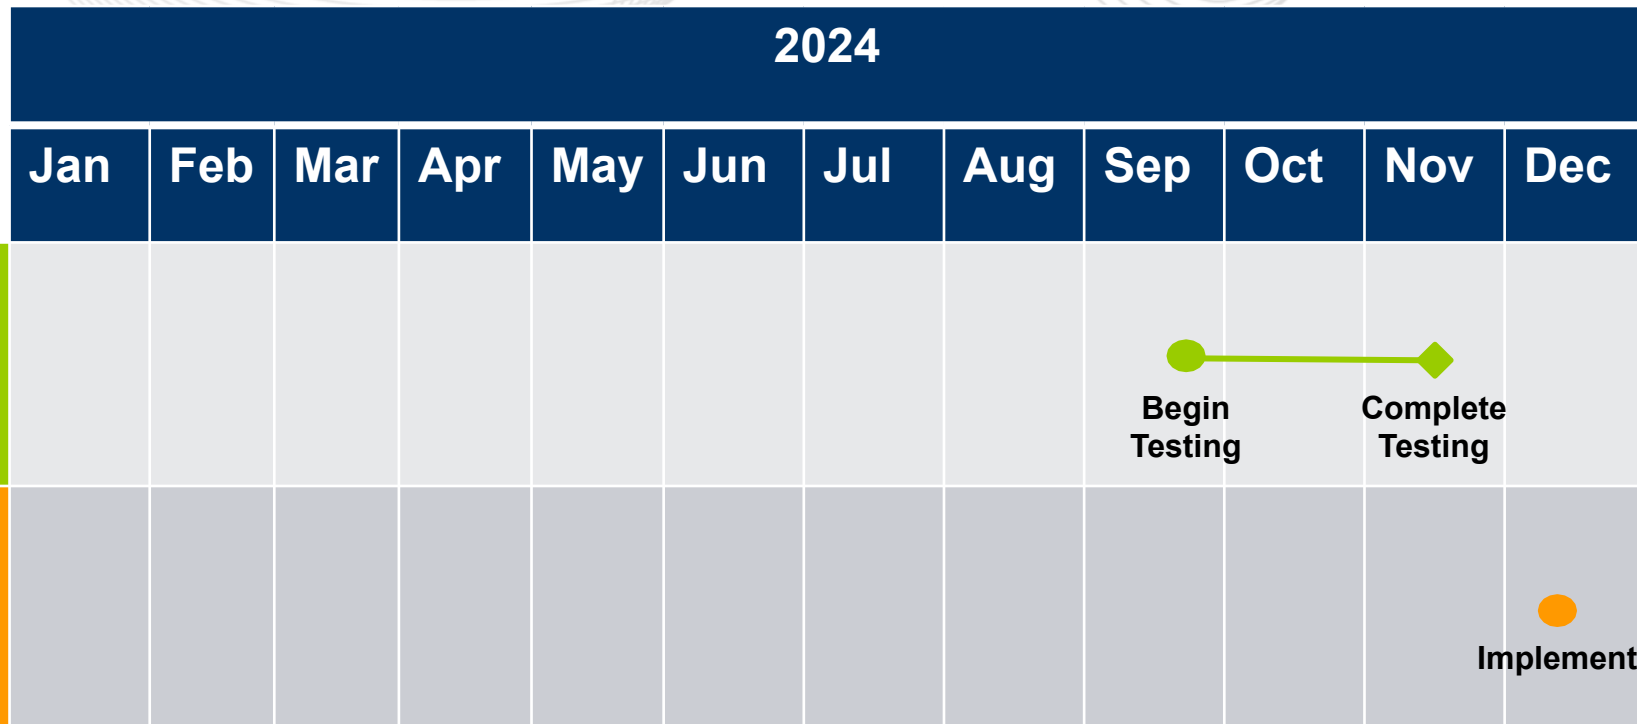 2024
Jan Feb Mar Apr May Jun Jul Aug Sep Oct Nov Dec
Begin
Testing
Complete
Testing
Implement